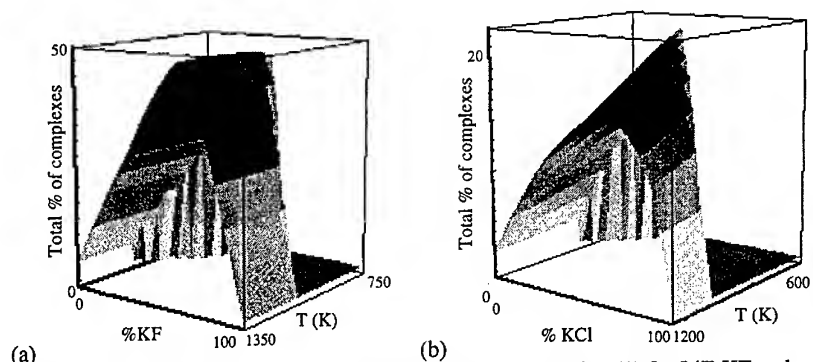 50
Total % of complexes
0
0
%KF
100
1350
T (K)
750
(a)
20
Total % of complexes
0
0
% KCl
100
1200
T (K)
600
(b)